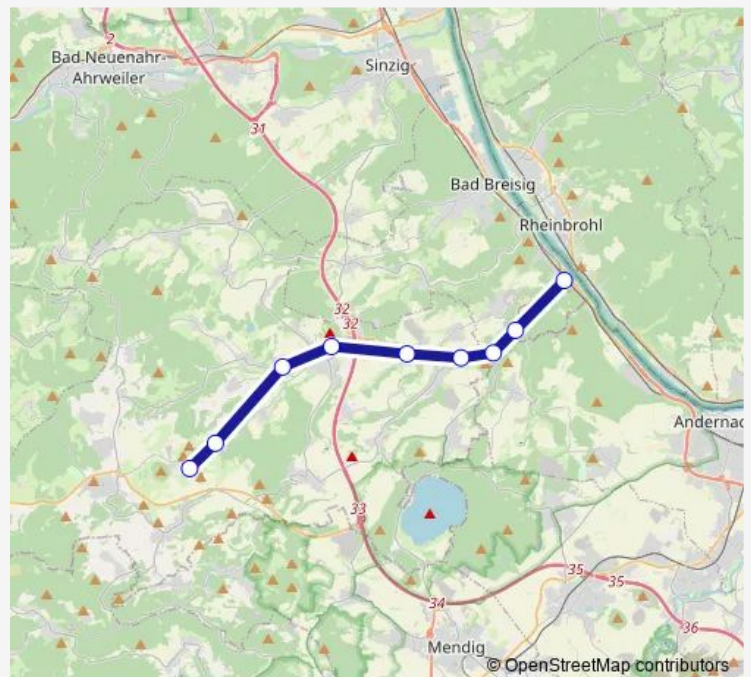 2
31
Bad Neuenahr-
Ahrweiler
Sinzig
31
Bad Breisig
Rheinbrohl
32
32
Andernac
33
35
35
34
36
Mendig
© OpenStreetMap contributors